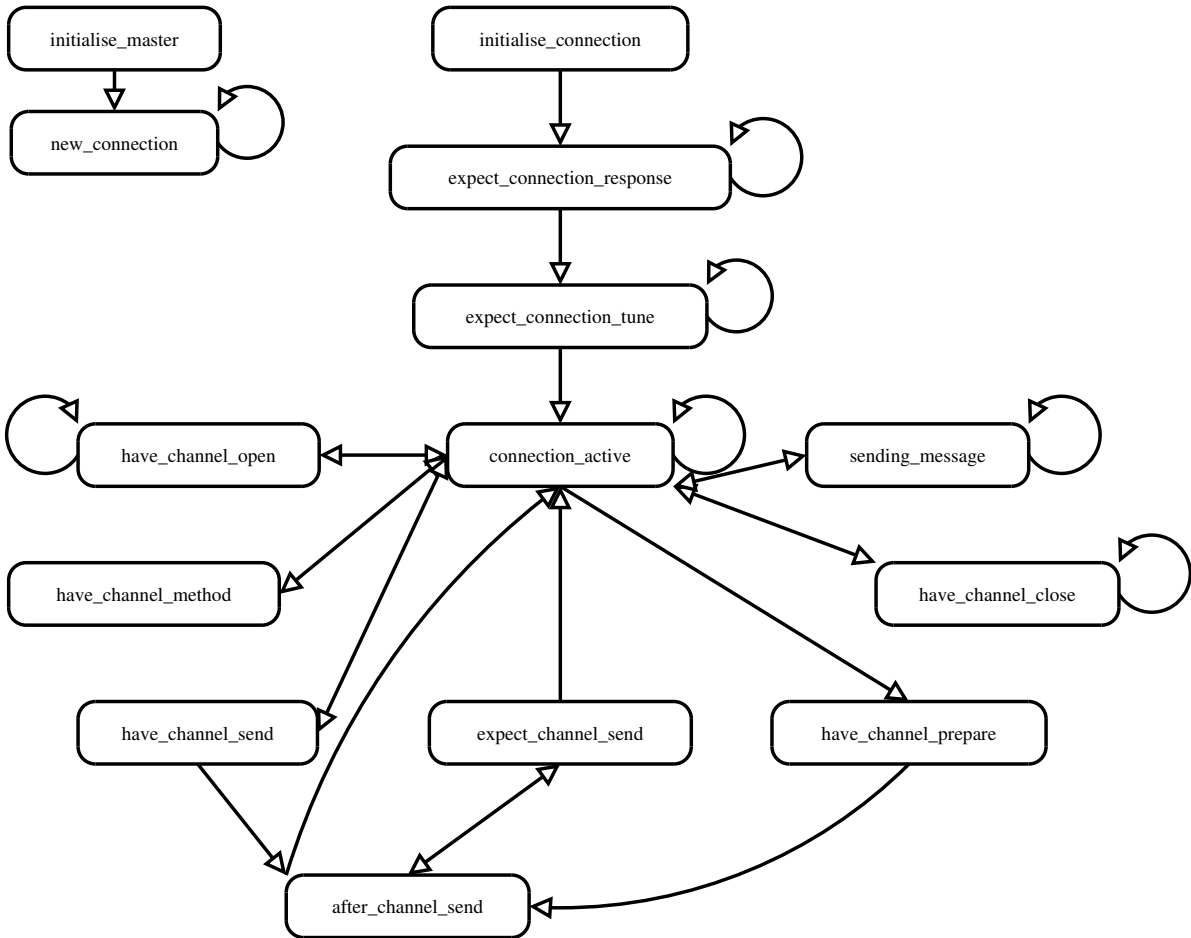 initialise_master
initialise_connection
new_connection
expect_connection_response
expect_connection_tune
have_channel_open
connection_active
sending_message
have_channel_method
have_channel_close
have_channel_send
expect_channel_send
have_channel_prepare
after_channel_send